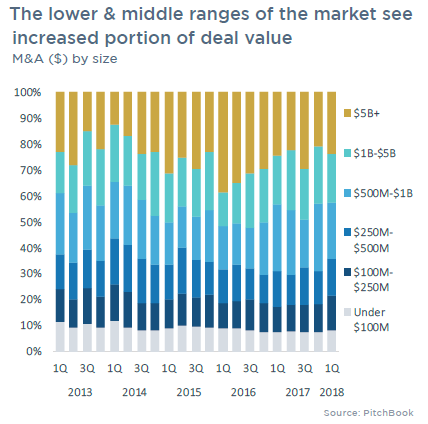 The lower & middle ranges of the market see
increased portion of deal value
M&A ($) by size
100%
90%
80%
70%
60%
50%
40%
30%
20%
10%
0%
$5B+
$1B-$5B
$500M-$1B
$250M-
$500M
$100M-
$250M
Under
$100M
1Q 3Q 1Q 3Q 1Q 3Q 1Q 3Q 1Q 3Q 1Q
2013 2014 2015 2016 2017 2018
Source: PitchBook